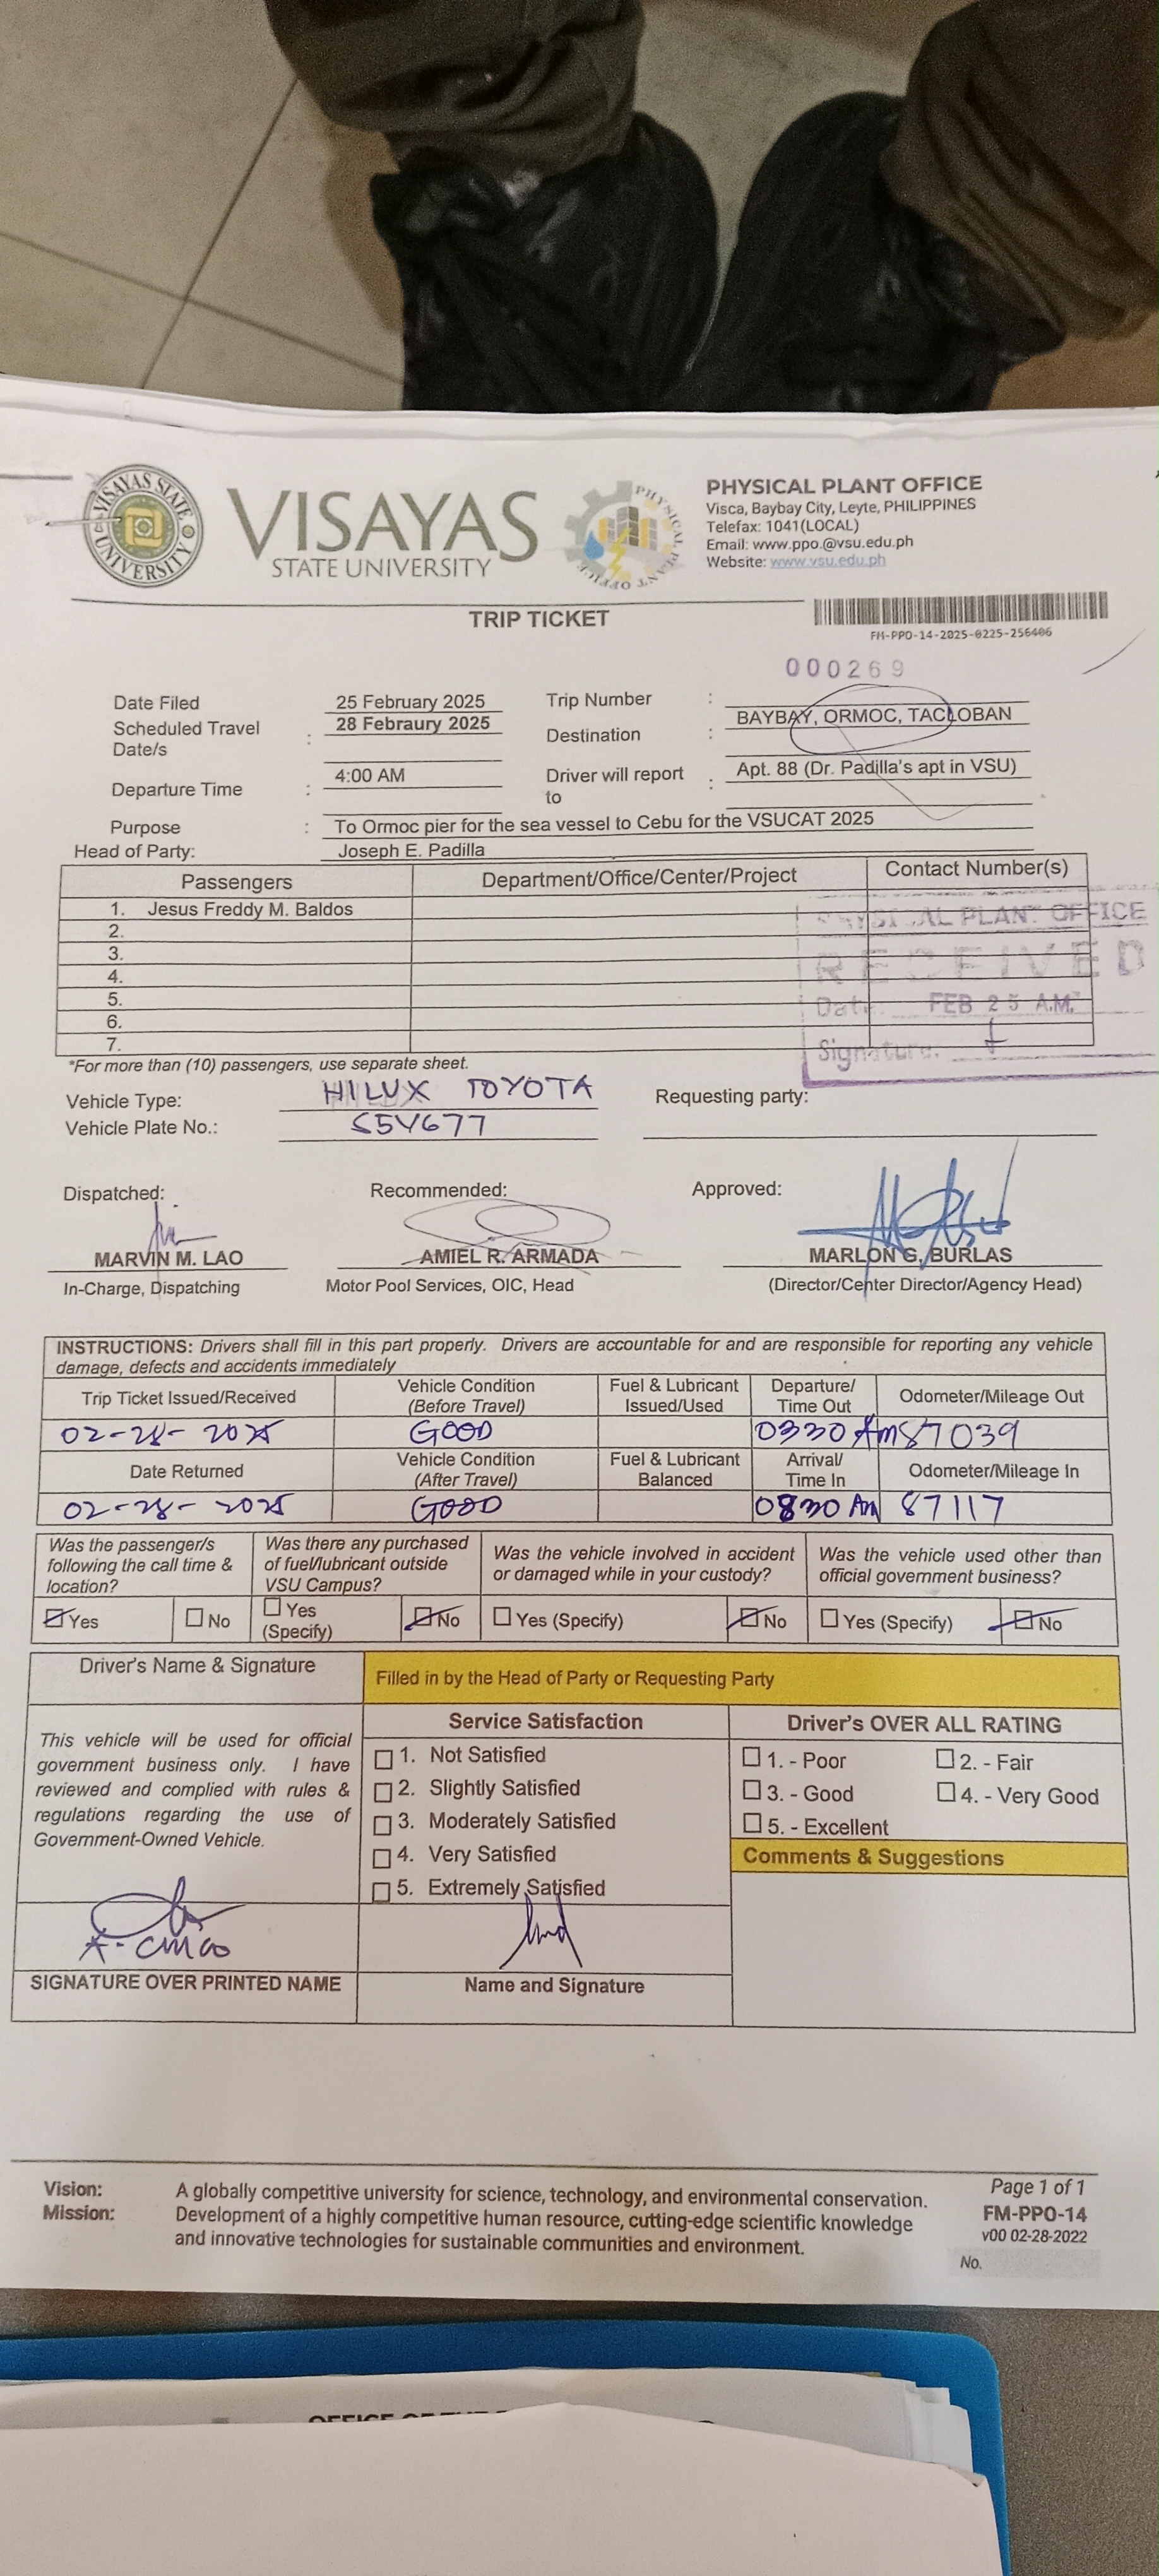 VISAYAS STATE UNIVERSITY
VISAYAS
STATE UNIVERSITY
PHYSICAL PLANT OFFICE
PHYSICAL PLANT OFFICE
Visca, Baybay City, Leyte, PHILIPPINES
Telefax: 1041(LOCAL)
Email: www.ppo.@vsu.edu.ph
Website: www.vsu.edu.ph
TRIP TICKET
FM-PPO-14-2025-0225-256406
000269
Date Filed 25 February 2025 Trip Number :
Scheduled Travel Date/s : 28 Febraury 2025 Destination : BAYBAY, ORMOC, TACLOBAN
Departure Time : 4:00 AM Driver will report to : Apt. 88 (Dr. Padilla's apt in VSU)
Purpose : To Ormoc pier for the sea vessel to Cebu for the VSUCAT 2025
Head of Party: Joseph E. Padilla
Passengers Department/Office/Center/Project Contact Number(s)
1. Jesus Freddy M. Baldos
2.
3.
4.
5.
6.
7.
PHYSICAL PLANT OFFICE
RECEIVED
Date: FEB 25 A.M.
Signature:
*For more than (10) passengers, use separate sheet.
Vehicle Type: HILUX TOYOTA Requesting party:
Vehicle Plate No.: S5Y677
Dispatched: Recommended: Approved:
MARVIN M. LAO AMIEL R. ARMADA MARLON G. BURLAS
In-Charge, Dispatching Motor Pool Services, OIC, Head (Director/Center Director/Agency Head)
INSTRUCTIONS: Drivers shall fill in this part properly. Drivers are accountable for and are responsible for reporting any vehicle
damage, defects and accidents immediately
Trip Ticket Issued/Received Vehicle Condition (Before Travel) Fuel & Lubricant Issued/Used Departure/ Time Out Odometer/Mileage Out
02-28-2025 GOOD 0330 Am 87039
Date Returned Vehicle Condition (After Travel) Fuel & Lubricant Balanced Arrival/ Time In Odometer/Mileage In
02-28-2025 GOOD 0830 Am 87117
Was the passenger/s following the call time & location? Was there any purchased of fuel/lubricant outside VSU Campus? Was the vehicle involved in accident or damaged while in your custody? Was the vehicle used other than official government business?
Yes No Yes (Specify) No Yes (Specify) No Yes (Specify) No
Driver's Name & Signature Filled in by the Head of Party or Requesting Party
Service Satisfaction Driver's OVER ALL RATING
This vehicle will be used for official
government business only. I have
reviewed and complied with rules &
regulations regarding the use of
Government-Owned Vehicle.
1. Not Satisfied
2. Slightly Satisfied
3. Moderately Satisfied
4. Very Satisfied
5. Extremely Satisfied
1. - Poor 2. - Fair
3. - Good 4. - Very Good
5. - Excellent
Comments & Suggestions
SIGNATURE OVER PRINTED NAME Name and Signature
Vision: A globally competitive university for science, technology, and environmental conservation.
Mission: Development of a highly competitive human resource, cutting-edge scientific knowledge
and innovative technologies for sustainable communities and environment.
Page 1 of 1
FM-PPO-14
v00 02-28-2022
No.